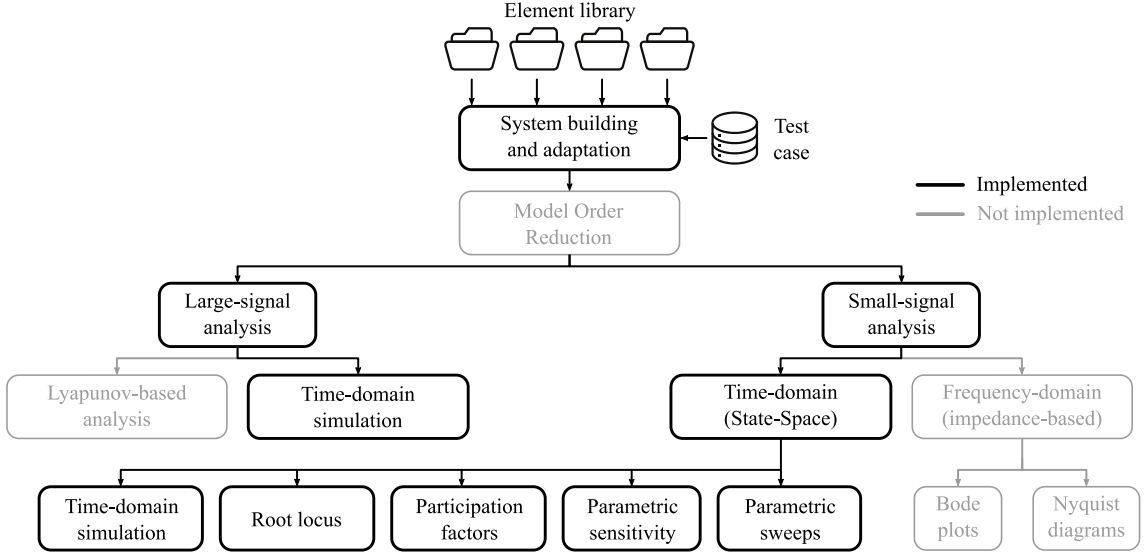 Element library
System building
and adaptation
Test
case
Implemented
Not implemented
Model Order
Reduction
Large-signal
analysis
Small-signal
analysis
Lyapunov-based
analysis
Time-domain
simulation
Time-domain
(State-Space)
Frequency-domain
(impedance-based)
Time-domain
simulation
Root locus
Participation
factors
Parametric
sensitivity
Parametric
sweeps
Bode
plots
Nyquist
diagrams